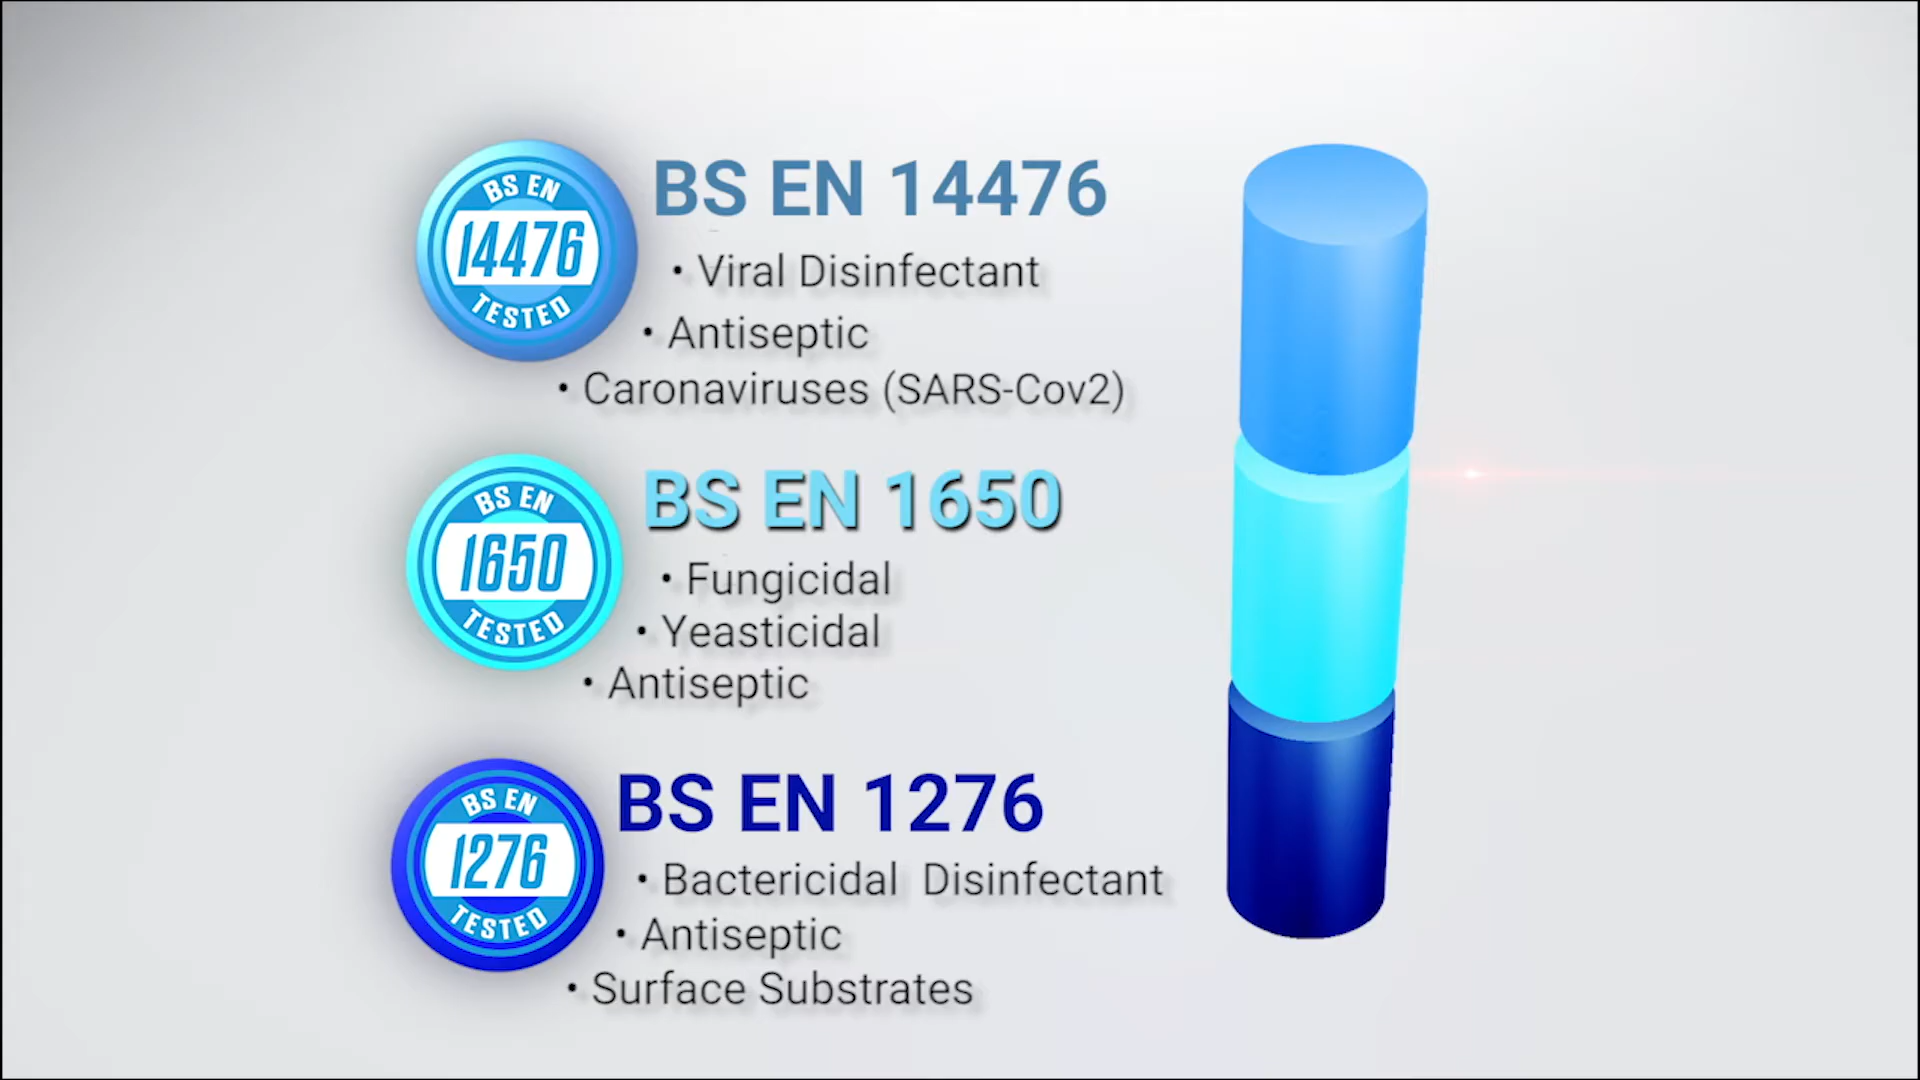 BS EN
14476
TESTED
BS EN 14476
• Viral Disinfectant
• Antiseptic
• Caronaviruses (SARS-Cov2)
BS EN
1650
TESTED
BS EN 1650
• Fungicidal
• Yeasticidal
• Antiseptic
BS EN
1276
TESTED
BS EN 1276
• Bactericidal Disinfectant
• Antiseptic
• Surface Substrates